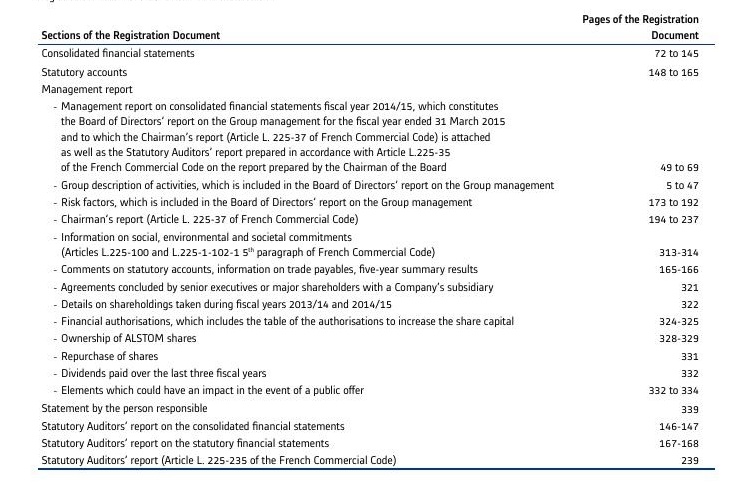 Pages of the Registration
Sections of the Registration Document Document
Consolidated financial statements 72 to 145
Statutory accounts 148 to 165
Management report
- Management report on consolidated financial statements fiscal year 2014/15, which constitutes
the Board of Directors' report on the Group management for the fiscal year ended 31 March 2015
and to which the Chairman's report (Article L. 225-37 of French Commercial Code) is attached
as well as the Statutory Auditors' report prepared in accordance with Article L.225-35
of the French Commercial Code on the report prepared by the Chairman of the Board 49 to 69
- Group description of activities, which is included in the Board of Directors' report on the Group management 5 to 47
- Risk factors, which is included in the Board of Directors' report on the Group management 173 to 192
- Chairman's report (Article L. 225-37 of French Commercial Code) 194 to 237
- Information on social, environmental and societal commitments
(Articles L.225-100 and L.225-1-102-1 5th paragraph of French Commercial Code) 313-314
- Comments on statutory accounts, information on trade payables, five-year summary results 165-166
- Agreements concluded by senior executives or major shareholders with a Company's subsidiary 321
- Details on shareholdings taken during fiscal years 2013/14 and 2014/15 322
- Financial authorisations, which includes the table of the authorisations to increase the share capital 324-325
- Ownership of ALSTOM shares 328-329
- Repurchase of shares 331
- Dividends paid over the last three fiscal years 332
- Elements which could have an impact in the event of a public offer 332 to 334
Statement by the person responsible 339
Statutory Auditors' report on the consolidated financial statements 146-147
Statutory Auditors' report on the statutory financial statements 167-168
Statutory Auditors' report (Article L. 225-235 of the French Commercial Code) 239